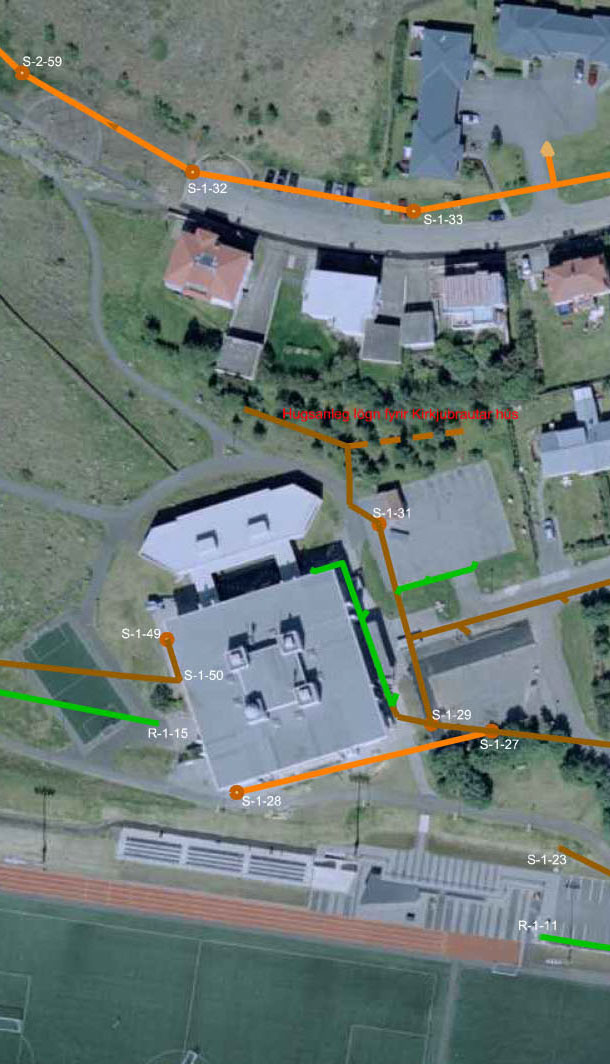 S-2-59
S-1-32
S-1-33
Hugsanleg lögn fyrir Kirkjubrautar hús
S-1-31
S-1-49
S-1-50
S-1-29
R-1-15
S-1-27
S-1-28
S-1-23
R-1-11